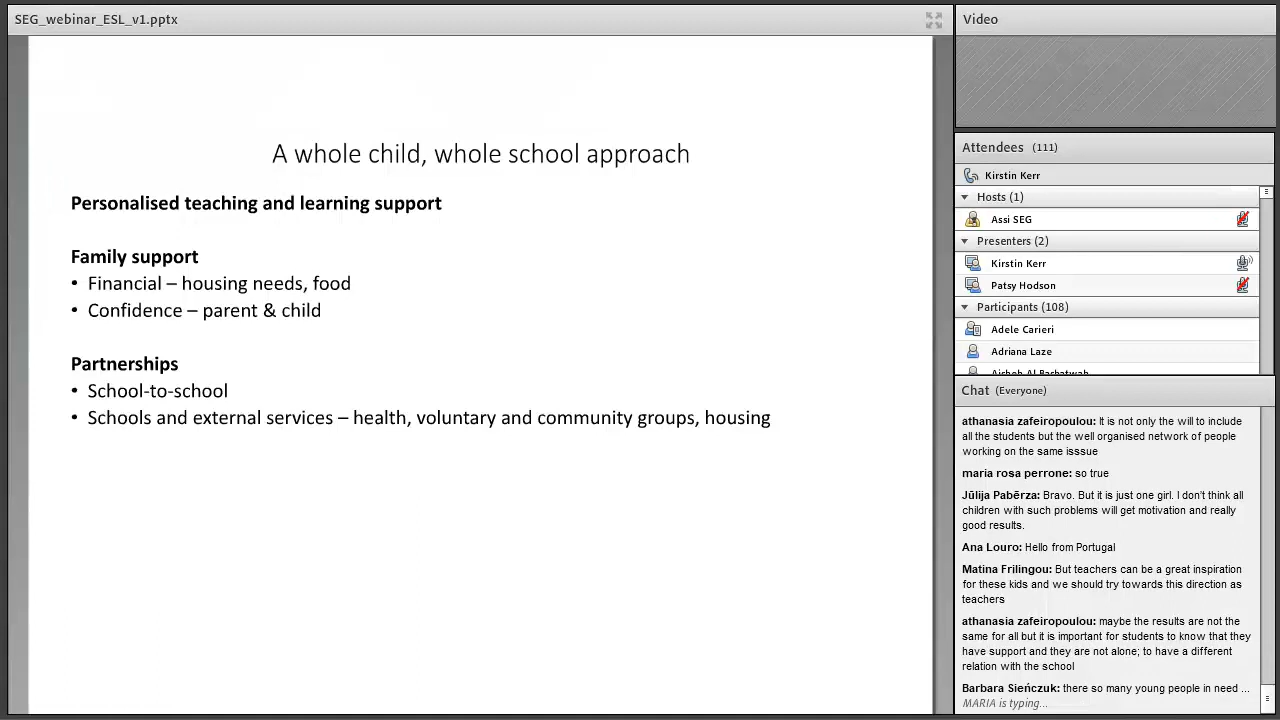 SEG_webinar_ESL_v1.pptx
A whole child, whole school approach
Personalised teaching and learning support
Family support
• Financial – housing needs, food
• Confidence – parent & child
Partnerships
• School-to-school
• Schools and external services – health, voluntary and community groups, housing
Video
Attendees (111)
Kirstin Kerr
Hosts (1)
Assi SEG
Presenters (2)
Kirstin Kerr
Patsy Hodson
Participants (108)
Adele Carieri
Adriana Laze
Chat (Everyone)
athanasia zafeiropoulou: It is not only the will to include
all the students but the well organised network of people
working on the same isssue
maria rosa perrone: so true
Jūlija Pabērza: Bravo. But it is just one girl. I don't think all
children with such problems will get motivation and really
good results.
Ana Louro: Hello from Portugal
Matina Frilingou: But teachers can be a great inspiration
for these kids and we should try towards this direction as
teachers
athanasia zafeiropoulou: maybe the results are not the
same for all but it is important for students to know that they
have support and they are not alone; to have a different
relation with the school
Barbara Sieńczuk: there so many young people in need ...
MARIA is typing...